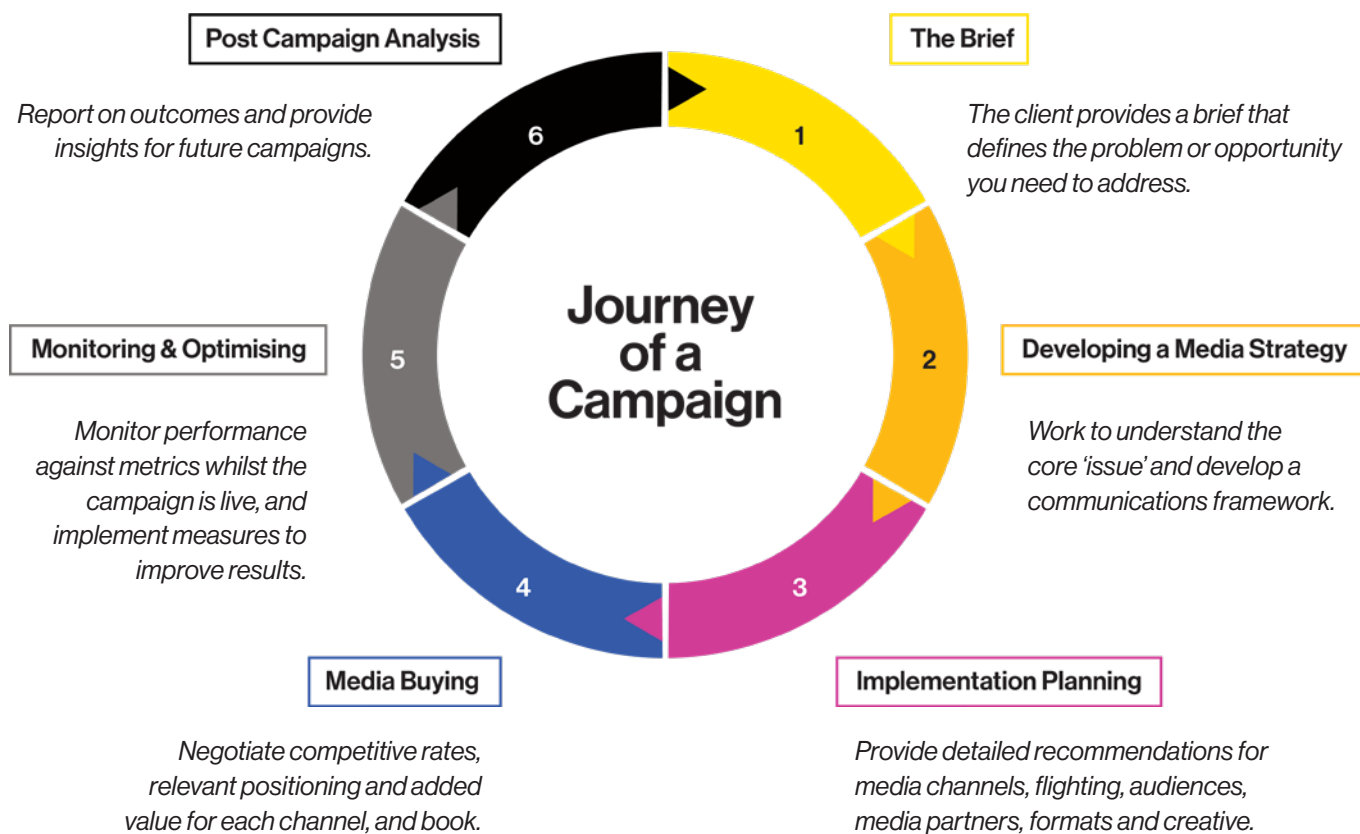 Journey
of a
Campaign
1
The Brief
The client provides a brief that
defines the problem or opportunity
you need to address.
2
Developing a Media Strategy
Work to understand the
core ‘issue’ and develop a
communications framework.
3
Implementation Planning
Provide detailed recommendations for
media channels, flighting, audiences,
media partners, formats and creative.
4
Media Buying
Negotiate competitive rates,
relevant positioning and added
value for each channel, and book.
5
Monitoring & Optimising
Monitor performance
against metrics whilst the
campaign is live, and
implement measures to
improve results.
6
Post Campaign Analysis
Report on outcomes and provide
insights for future campaigns.